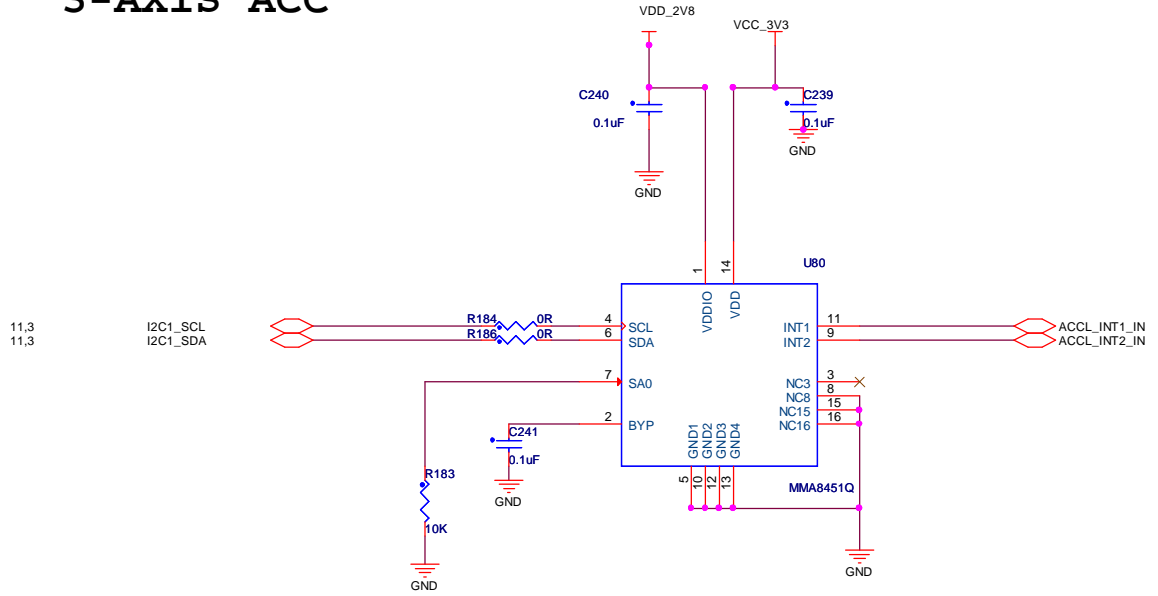 3-AXIS ACC
VDD_2V8
VCC_3V3
C240
0.1uF
C239
0.1uF
GND
GND
U80
1
14
VDDIO
VDD
11,3
I2C1_SCL
R184
0R
4
SCL
11,3
I2C1_SDA
R186
0R
6
SDA
INT1
11
ACCL_INT1_IN
INT2
9
ACCL_INT2_IN
7
SA0
NC3
3
NC8
8
NC15
15
NC16
16
2
BYP
C241
0.1uF
GND
GND1
GND2
GND3
GND4
5
10
12
13
MMA8451Q
R183
10K
GND
GND